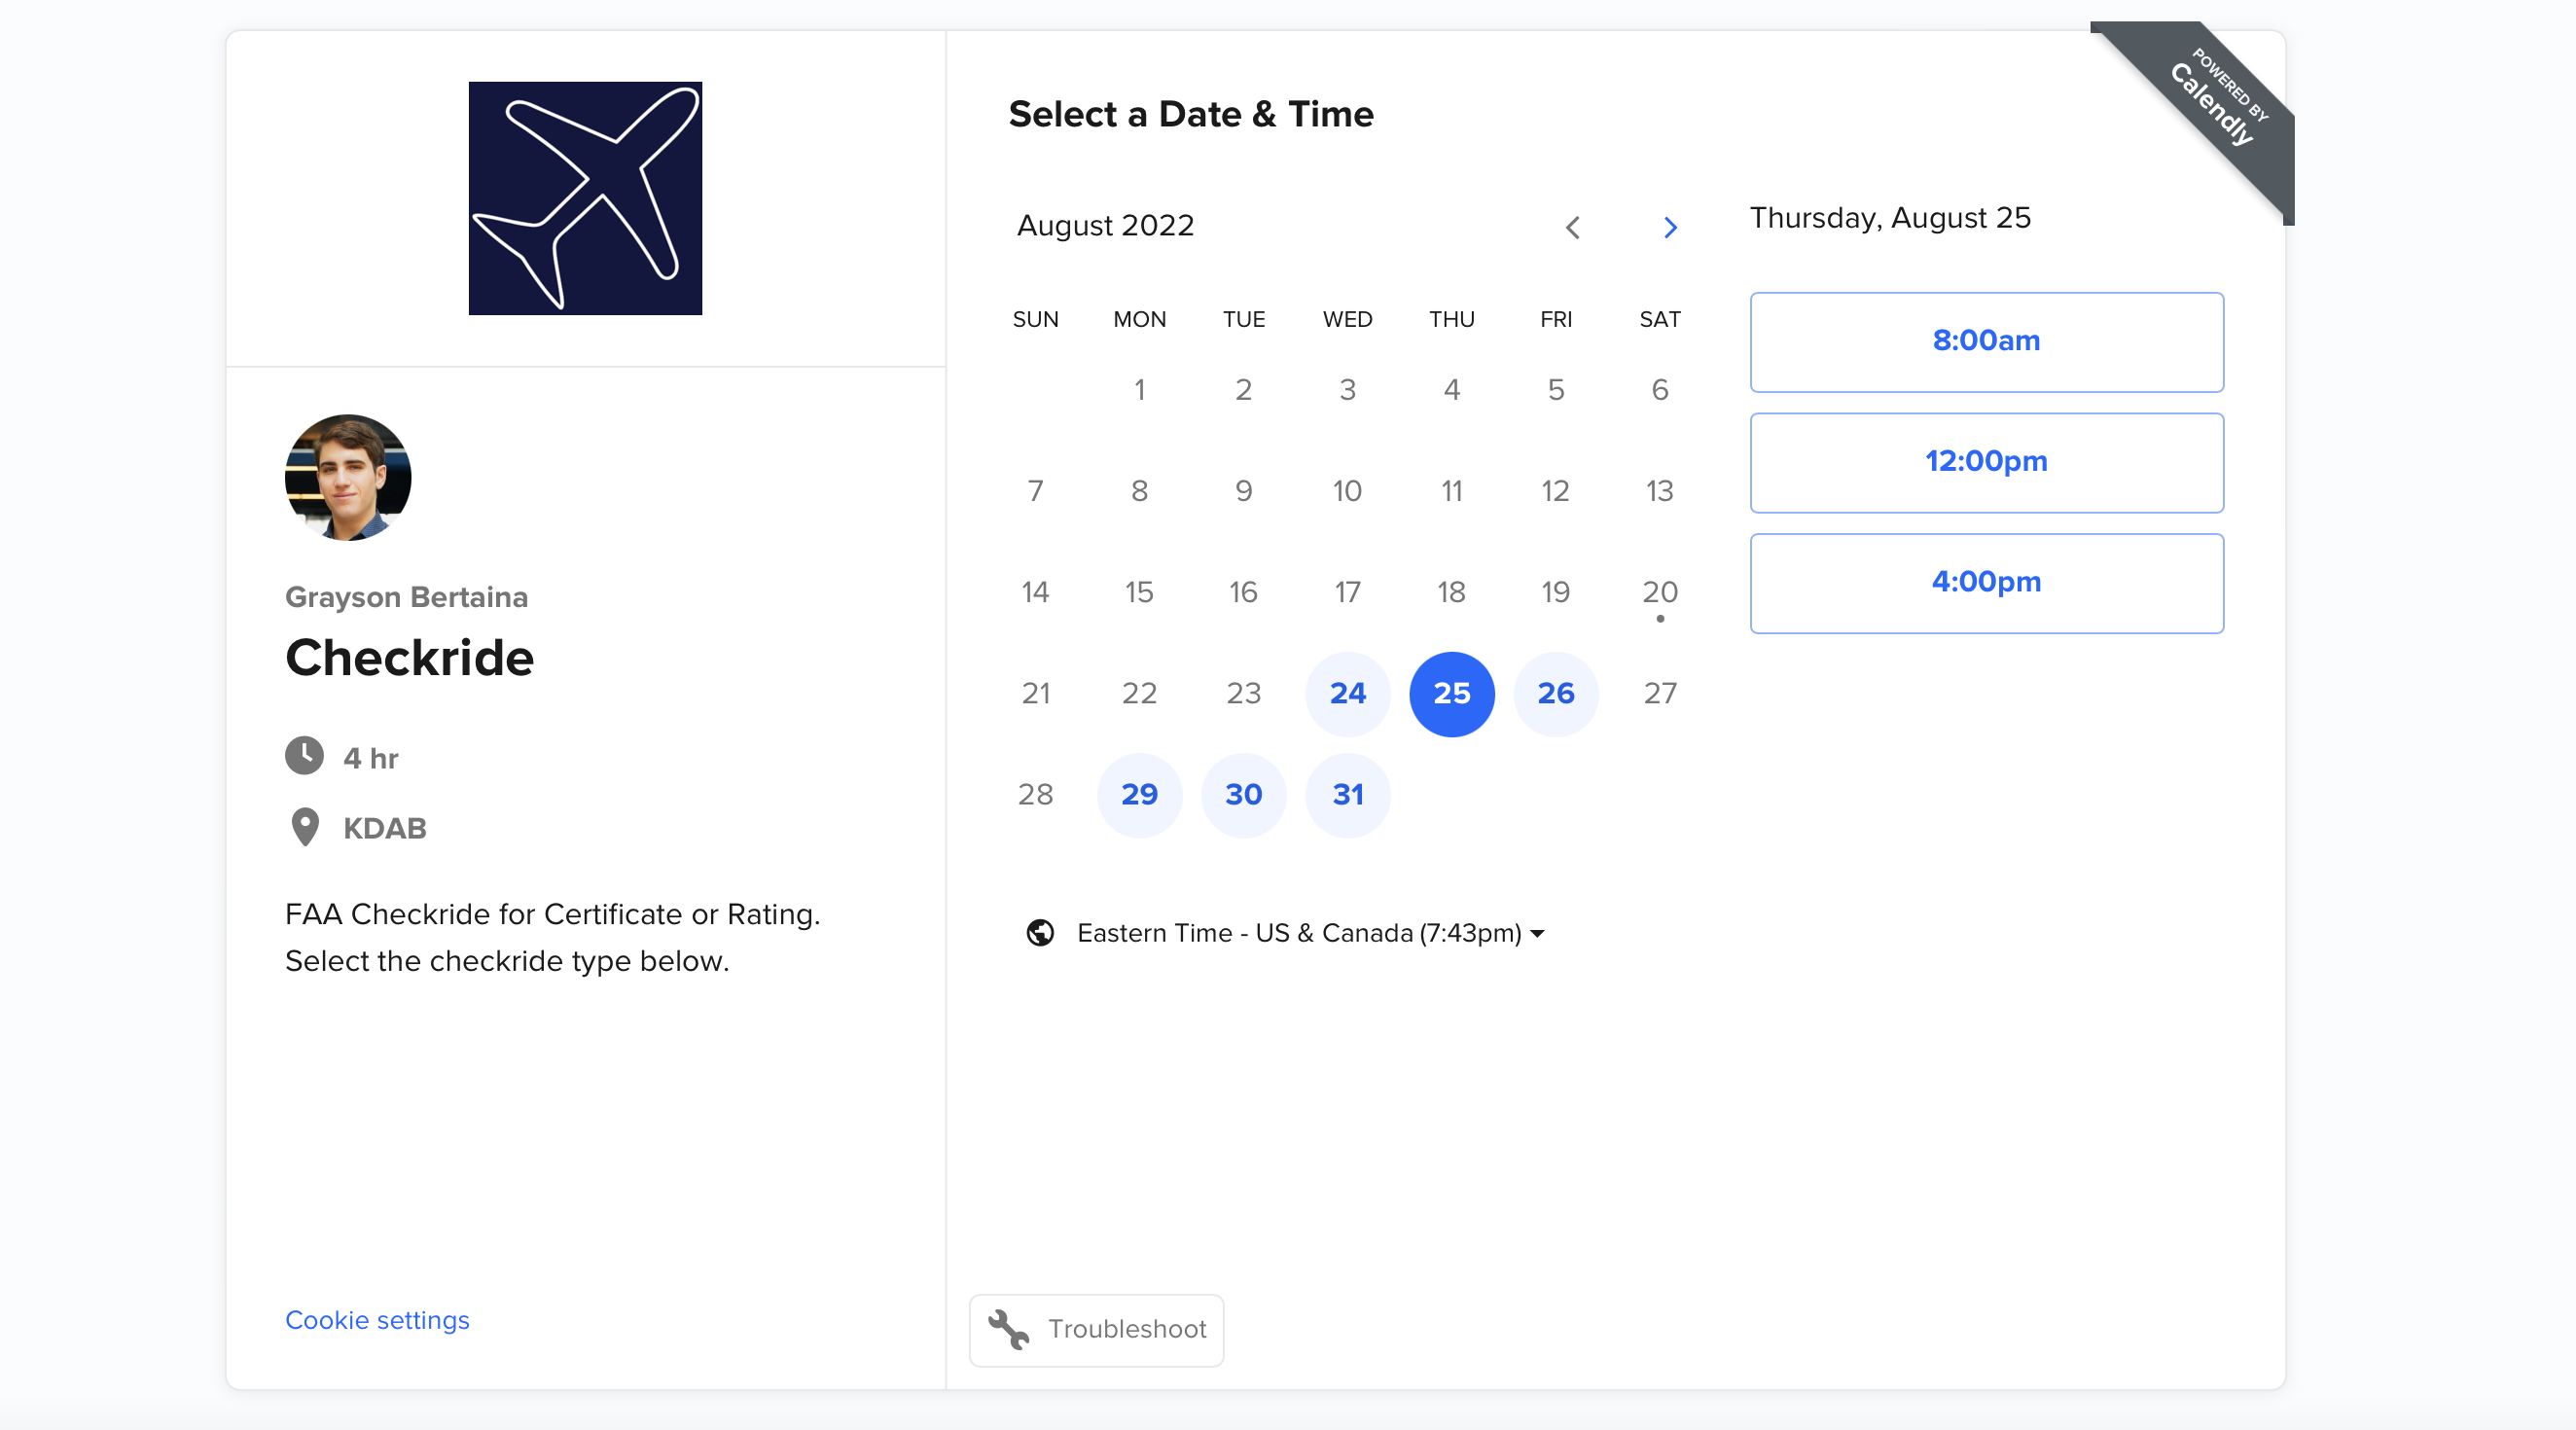 POWERED BY
Calendly
Grayson Bertaina
Checkride
4 hr
KDAB
FAA Checkride for Certificate or Rating.
Select the checkride type below.
Cookie settings
Select a Date & Time
August 2022
SUN MON TUE WED THU FRI SAT
1 2 3 4 5 6
7 8 9 10 11 12 13
14 15 16 17 18 19 20
21 22 23 24 25 26 27
28 29 30 31
Eastern Time - US & Canada (7:43pm)
Troubleshoot
Thursday, August 25
8:00am
12:00pm
4:00pm